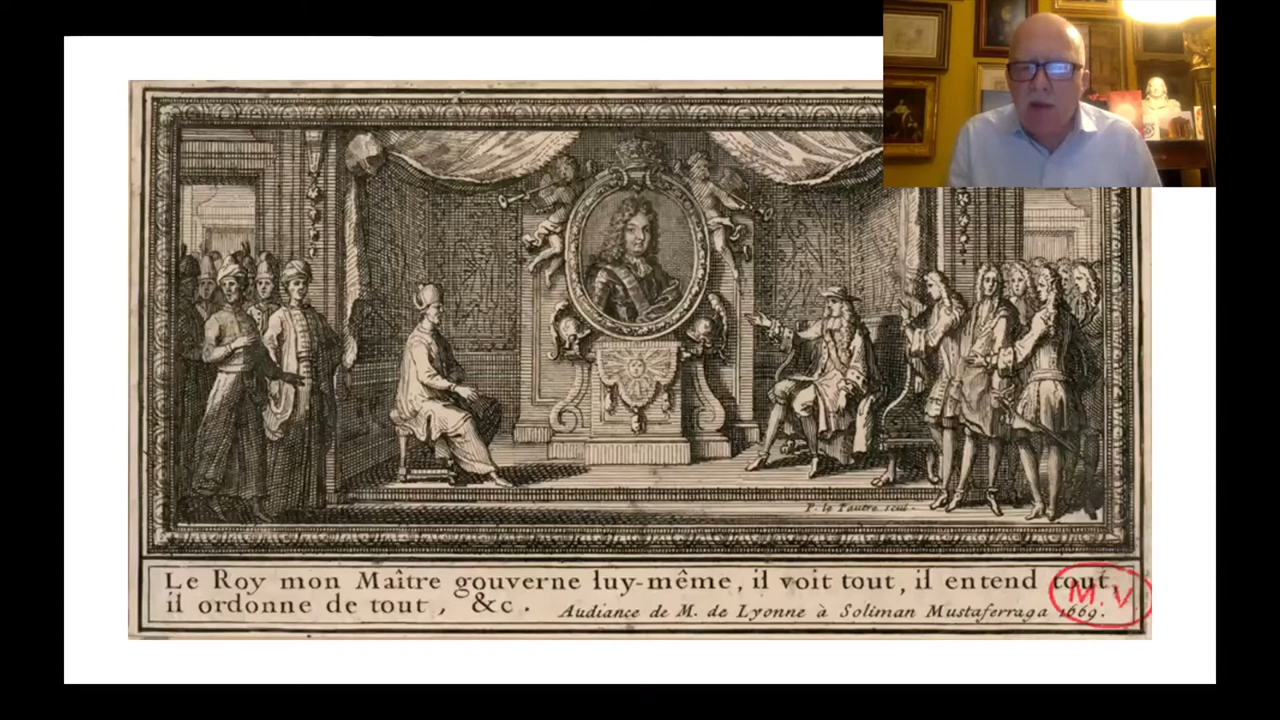 P. le Pautre scul.
Le Roy mon Maître gouverne luy-même, il voit tout, il entend tout,
il ordonne de tout, &c. Audiance de M. de Lyonne à Soliman Mustaferraga 1669.
M.V